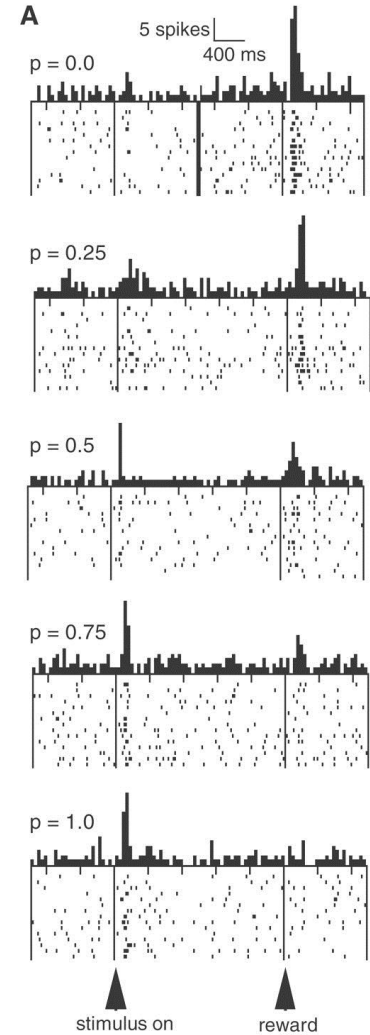 A
5 spikes
400 ms
p = 0.0
p = 0.25
p = 0.5
p = 0.75
p = 1.0
stimulus on
reward